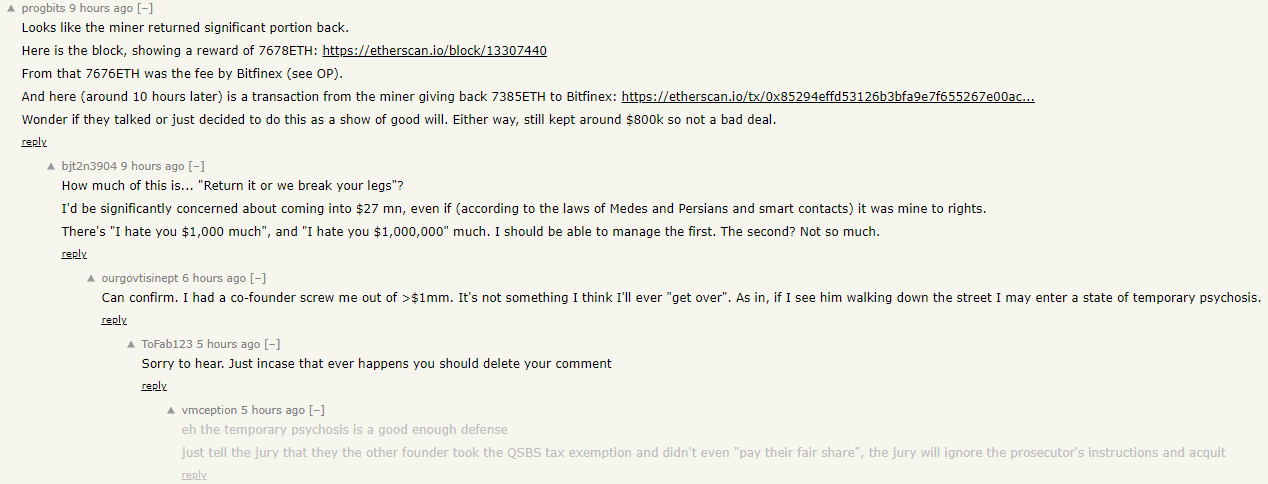 ▲ progbits 9 hours ago [–]
Looks like the miner returned significant portion back.
Here is the block, showing a reward of 7678ETH: https://etherscan.io/block/13307440
From that 7676ETH was the fee by Bitfinex (see OP).
And here (around 10 hours later) is a transaction from the miner giving back 7385ETH to Bitfinex: https://etherscan.io/tx/0x85294effd53126b3bfa9e7f655267e00ac...
Wonder if they talked or just decided to do this as a show of good will. Either way, still kept around $800k so not a bad deal.
reply
▲ bjt2n3904 9 hours ago [–]
How much of this is... "Return it or we break your legs"?
I'd be significantly concerned about coming into $27 mn, even if (according to the laws of Medes and Persians and smart contacts) it was mine to rights.
There's "I hate you $1,000 much", and "I hate you $1,000,000" much. I should be able to manage the first. The second? Not so much.
reply
▲ ourgovtisinept 6 hours ago [–]
Can confirm. I had a co-founder screw me out of >$1mm. It's not something I think I'll ever "get over". As in, if I see him walking down the street I may enter a state of temporary psychosis.
reply
▲ ToFab123 5 hours ago [–]
Sorry to hear. Just incase that ever happens you should delete your comment
reply
▲ vmception 5 hours ago [–]
eh the temporary psychosis is a good enough defense
just tell the jury that they the other founder took the QSBS tax exemption and didn't even "pay their fair share", the jury will ignore the prosecutor's instructions and acquit
reply